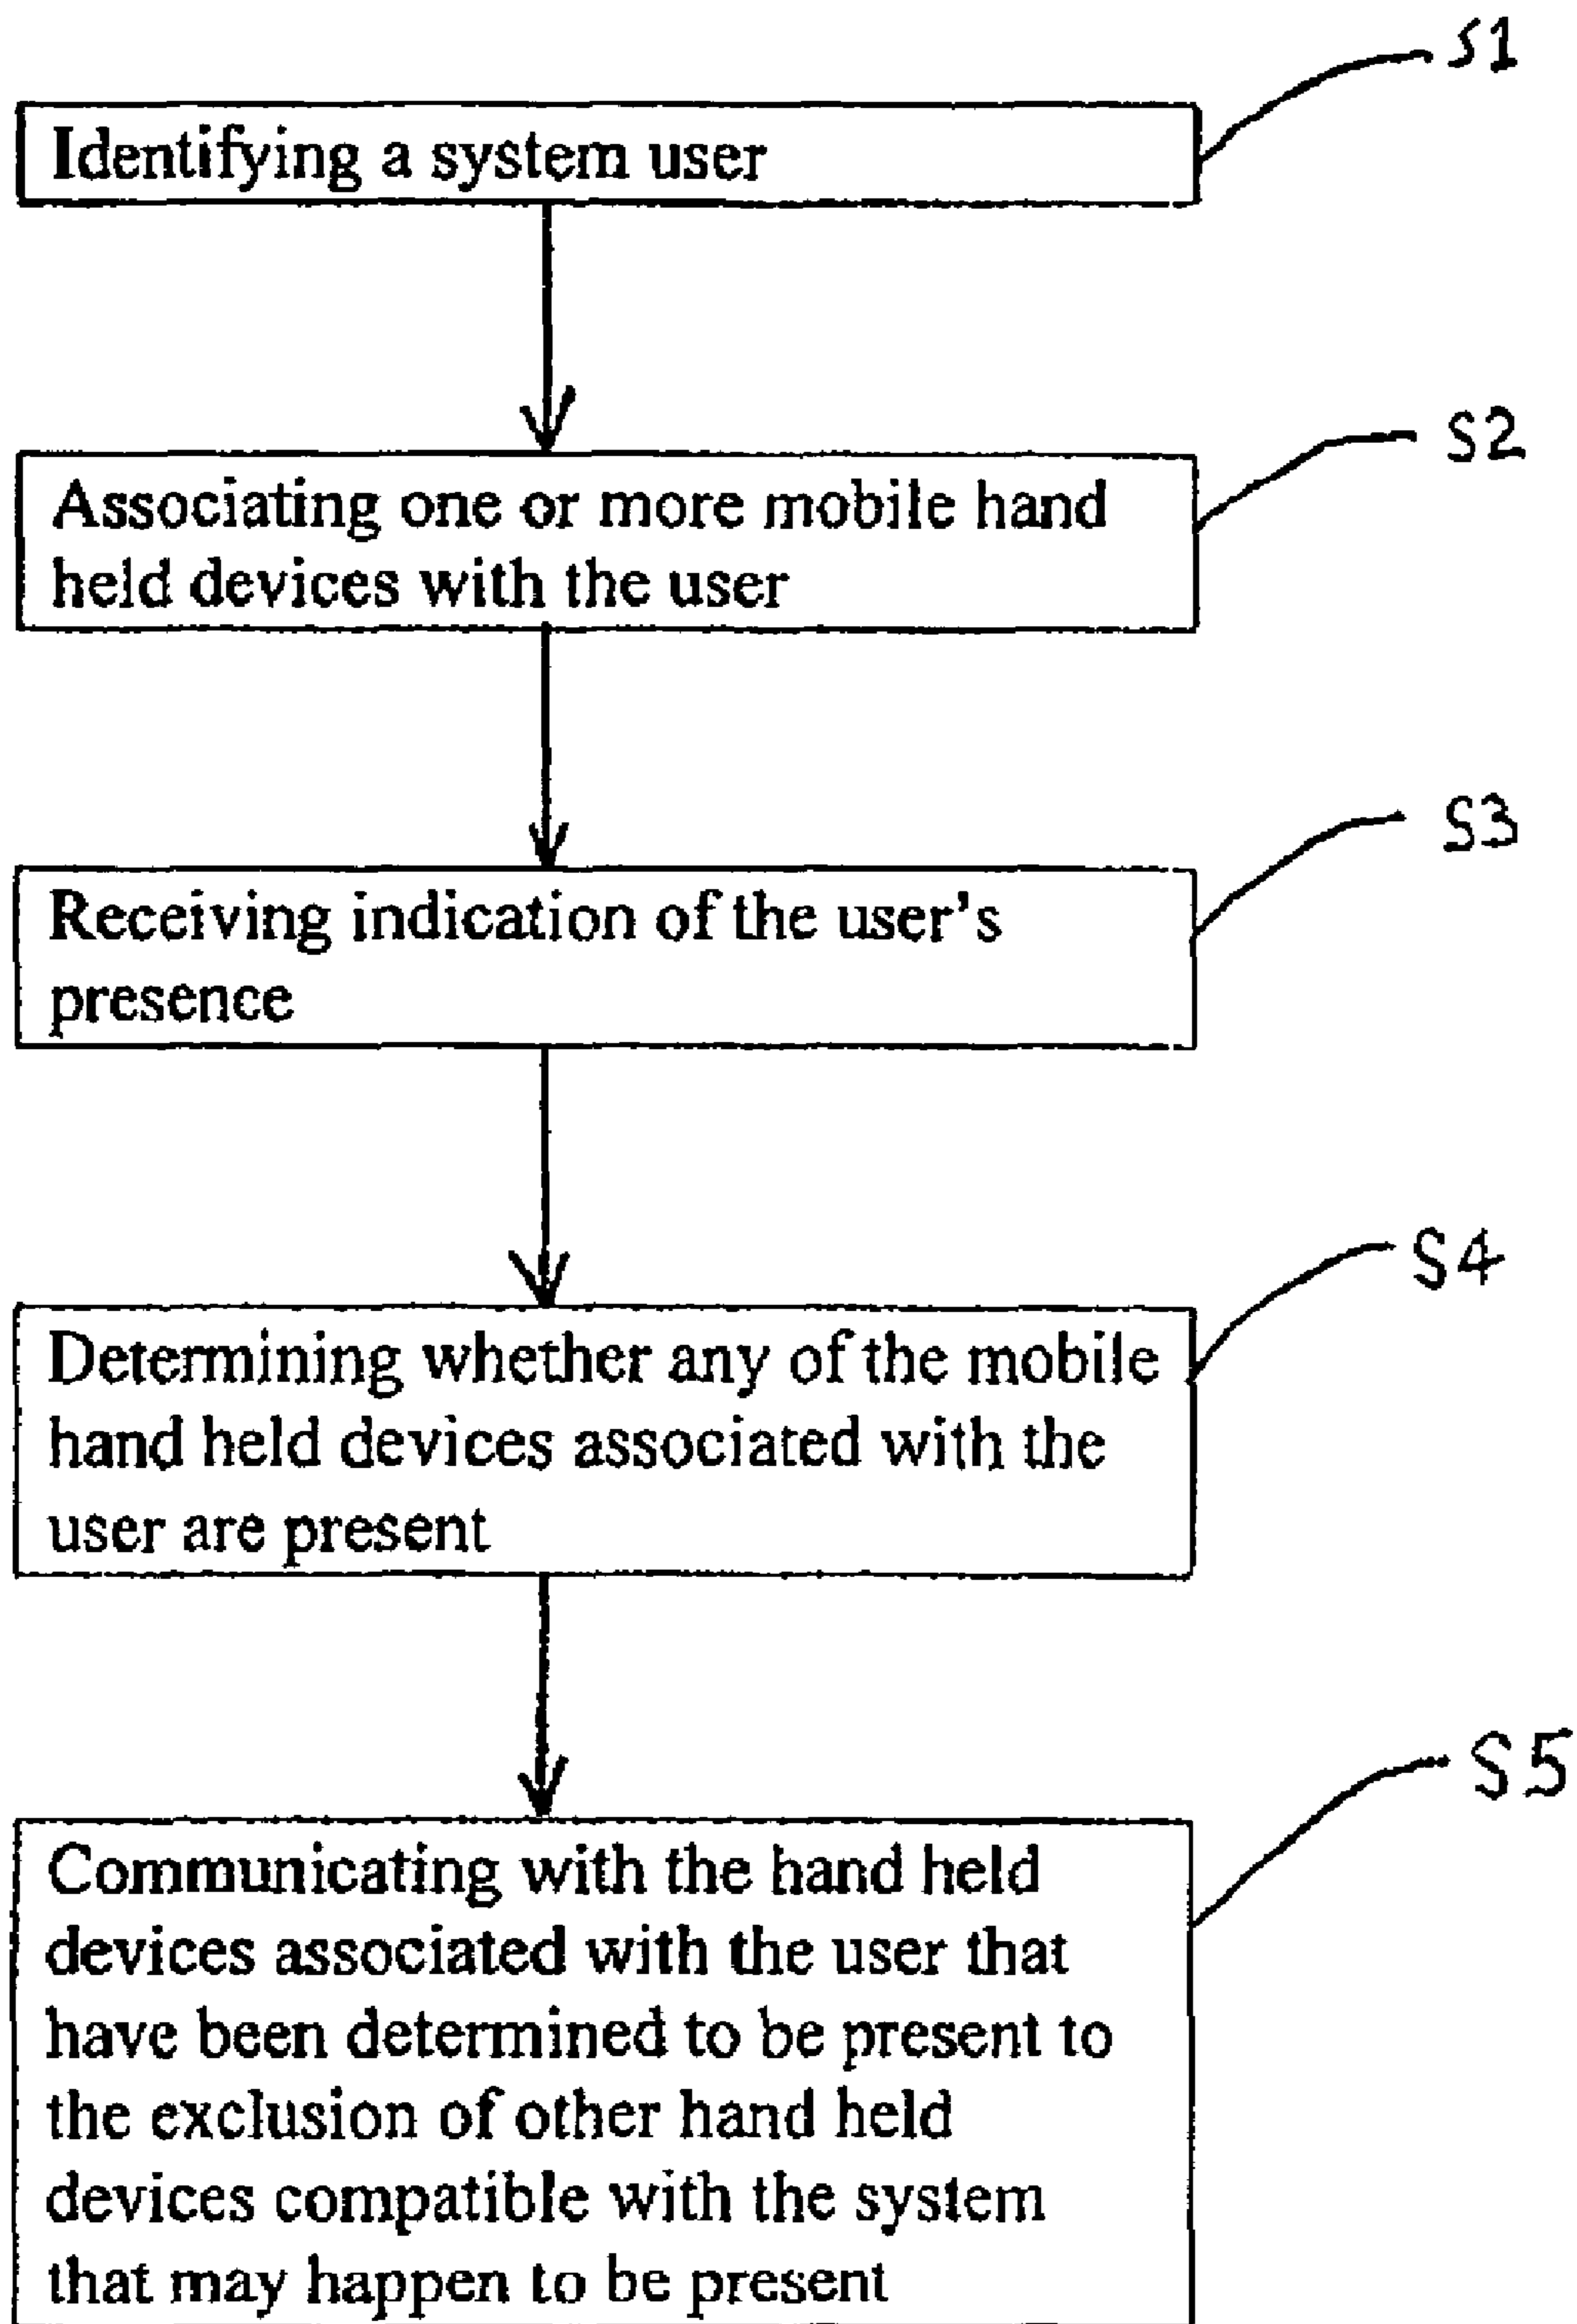 S1
Identifying a system user
S2
Associating one or more mobile hand
held devices with the user
S3
Receiving indication of the user's
presence
S4
Determining whether any of the mobile
hand held devices associated with the
user are present
S5
Communicating with the hand held
devices associated with the user that
have been determined to be present to
the exclusion of other hand held
devices compatible with the system
that may happen to be present